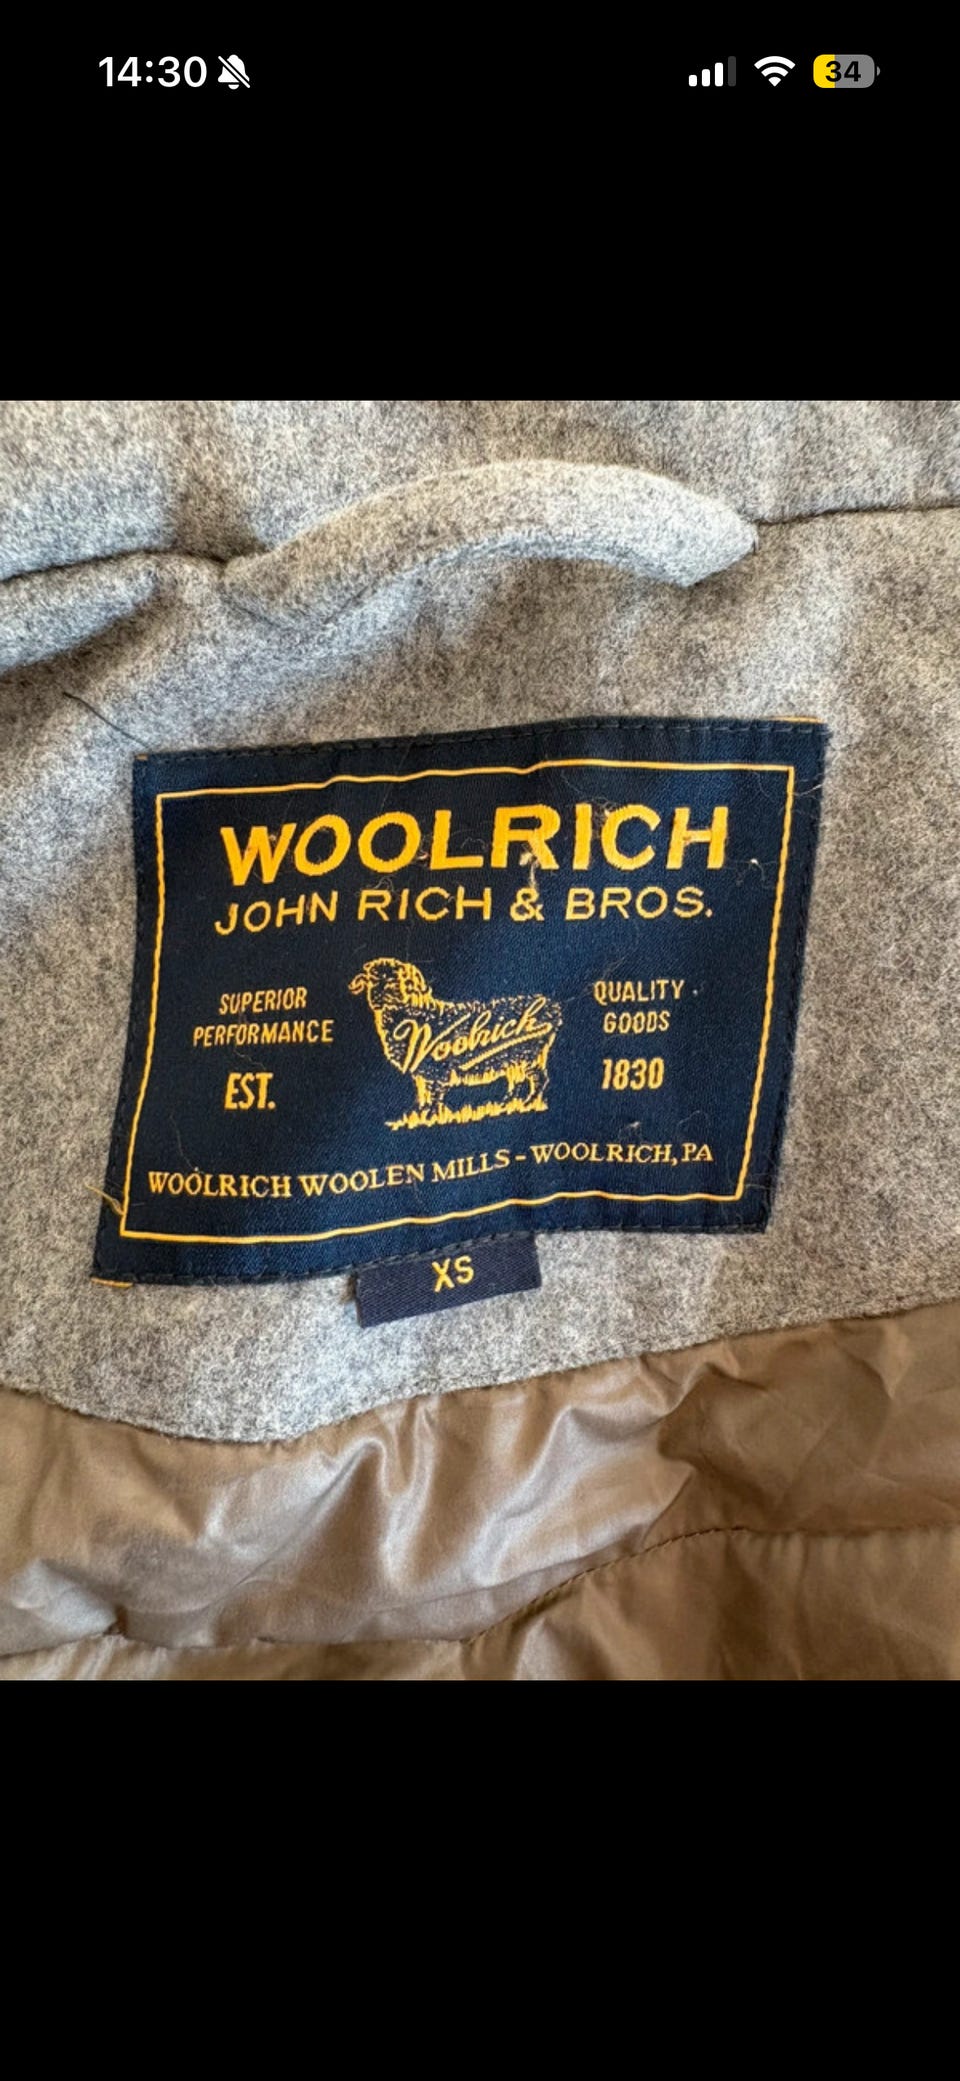 14:30
34
WOOLRICH
JOHN RICH & BROS.
SUPERIOR
PERFORMANCE
EST.
Woolrich
QUALITY
GOODS
1830
WOOLRICH WOOLEN MILLS - WOOLRICH, PA
XS